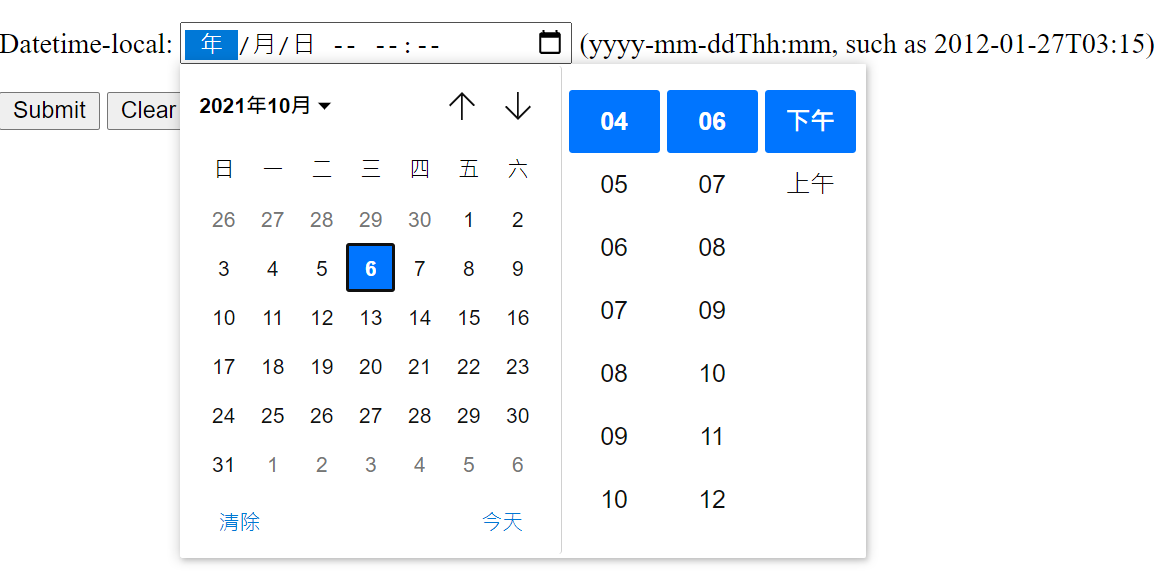 Datetime-local: 年/月/日 -- --:-- (yyyy-mm-ddThh:mm, such as 2012-01-27T03:15)
Submit Clear
2021年10月
日 一 二 三 四 五 六
26 27 28 29 30 1 2
3 4 5 6 7 8 9
10 11 12 13 14 15 16
17 18 19 20 21 22 23
24 25 26 27 28 29 30
31 1 2 3 4 5 6
清除 今天
04 06 下午
05 07 上午
06 08
07 09
08 10
09 11
10 12